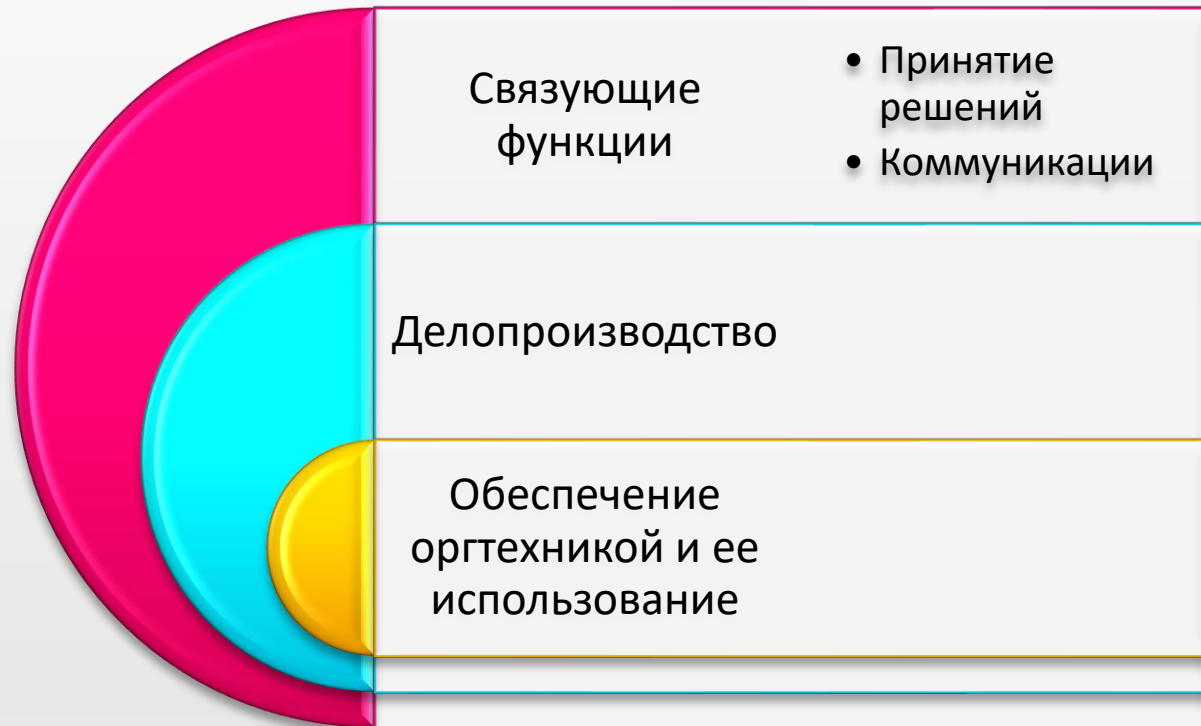 Связующие
функции
• Принятие
решений
• Коммуникации
Делопроизводство
Обеспечение
оргтехникой и ее
использование